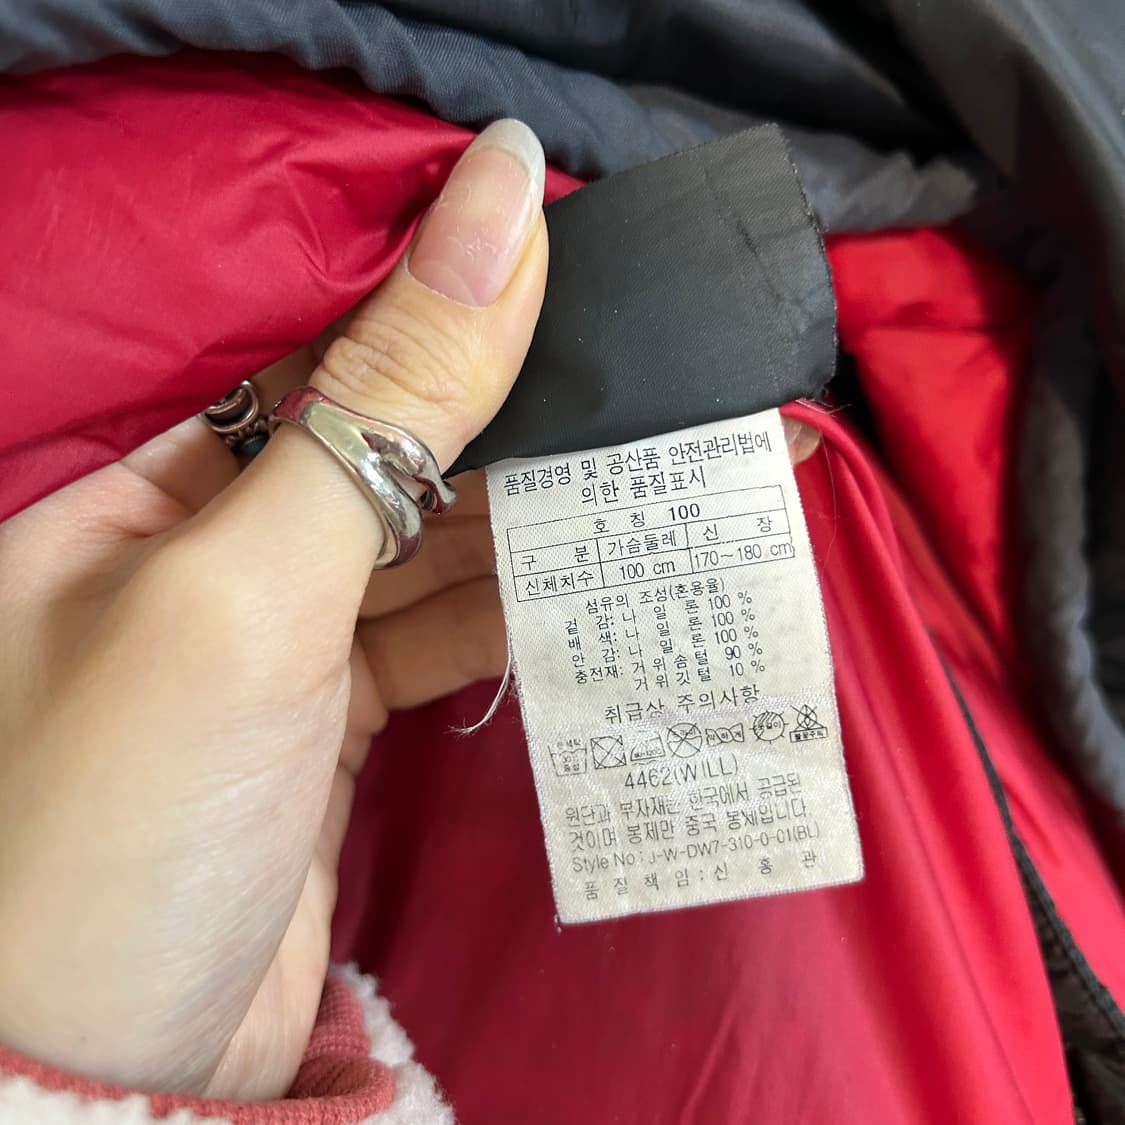 품질경영 및 공산품 안전관리법에
의한 품질표시
호 칭 100
구 분 가슴둘레 신 장
신체치수 100 cm 170~180 cm
섬유의 조성(혼용율)
겉 감: 나 일 론 100 %
배 색: 나 일 론 100 %
안 감: 나 일 론 100 %
충전재: 거 위 솜 털 90 %
거 위 깃 털 10 %
취급상 주의사항
4462(WILL)
원단과 부자재는 한국에서 공급된
것이며 봉제만 중국 봉제입니다.
Style No : J-W-DW7-310-0-01(BL)
품 질 책 임 : 신 홍 관